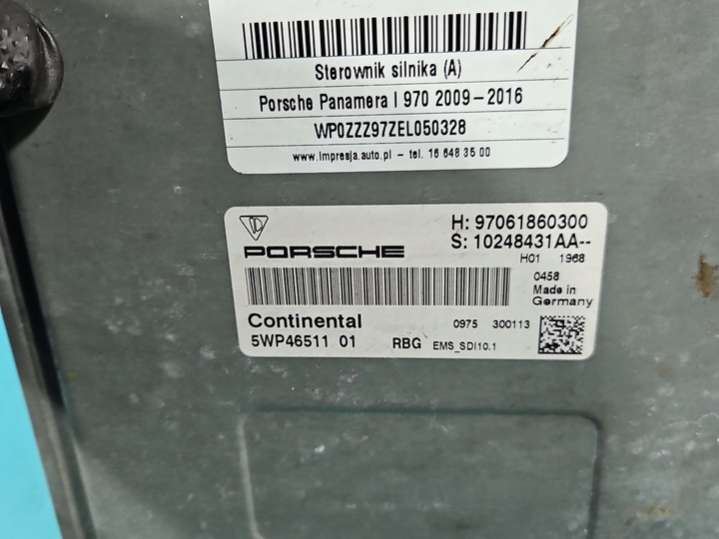 Sterownik silnika (A)
Porsche Panamera I 970 2009-2016
WP0ZZZ97ZEL050328
www.impresja.auto.pl - tel. 16 648 35 00
H: 97061860300
PORSCHE S: 10248431AA--
H01 1968
0458
Made in
Germany
Continental 0975 300113
5WP46511 01 RBG EMS_SDI10.1